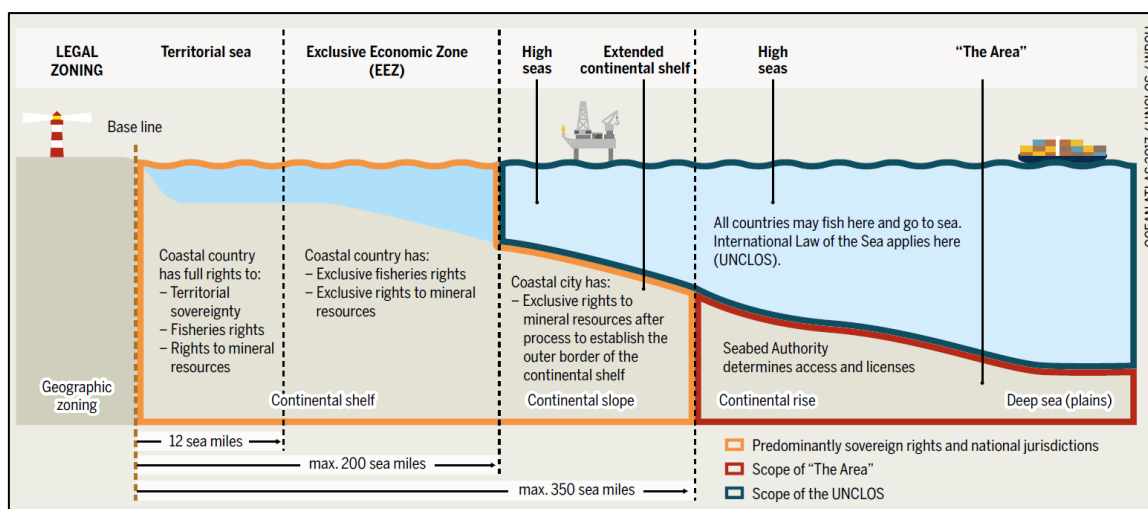 LEGAL
ZONING
Territorial sea
Exclusive Economic Zone
(EEZ)
High
seas
Extended
continental shelf
High
seas
“The Area”
Base line
All countries may fish here and go to sea.
International Law of the Sea applies here
(UNCLOS).
Coastal country
has full rights to:
– Territorial
sovereignty
– Fisheries rights
– Rights to mineral
resources
Coastal country has:
– Exclusive fisheries rights
– Exclusive rights to mineral
resources
Coastal city has:
– Exclusive rights to
mineral resources after
process to establish the
outer border of the
continental shelf
Seabed Authority
determines access and licenses
Geographic
zoning
Continental shelf
Continental slope
Continental rise
Deep sea (plains)
12 sea miles
max. 200 sea miles
max. 350 sea miles
Predominantly sovereign rights and national jurisdictions
Scope of “The Area”
Scope of the UNCLOS